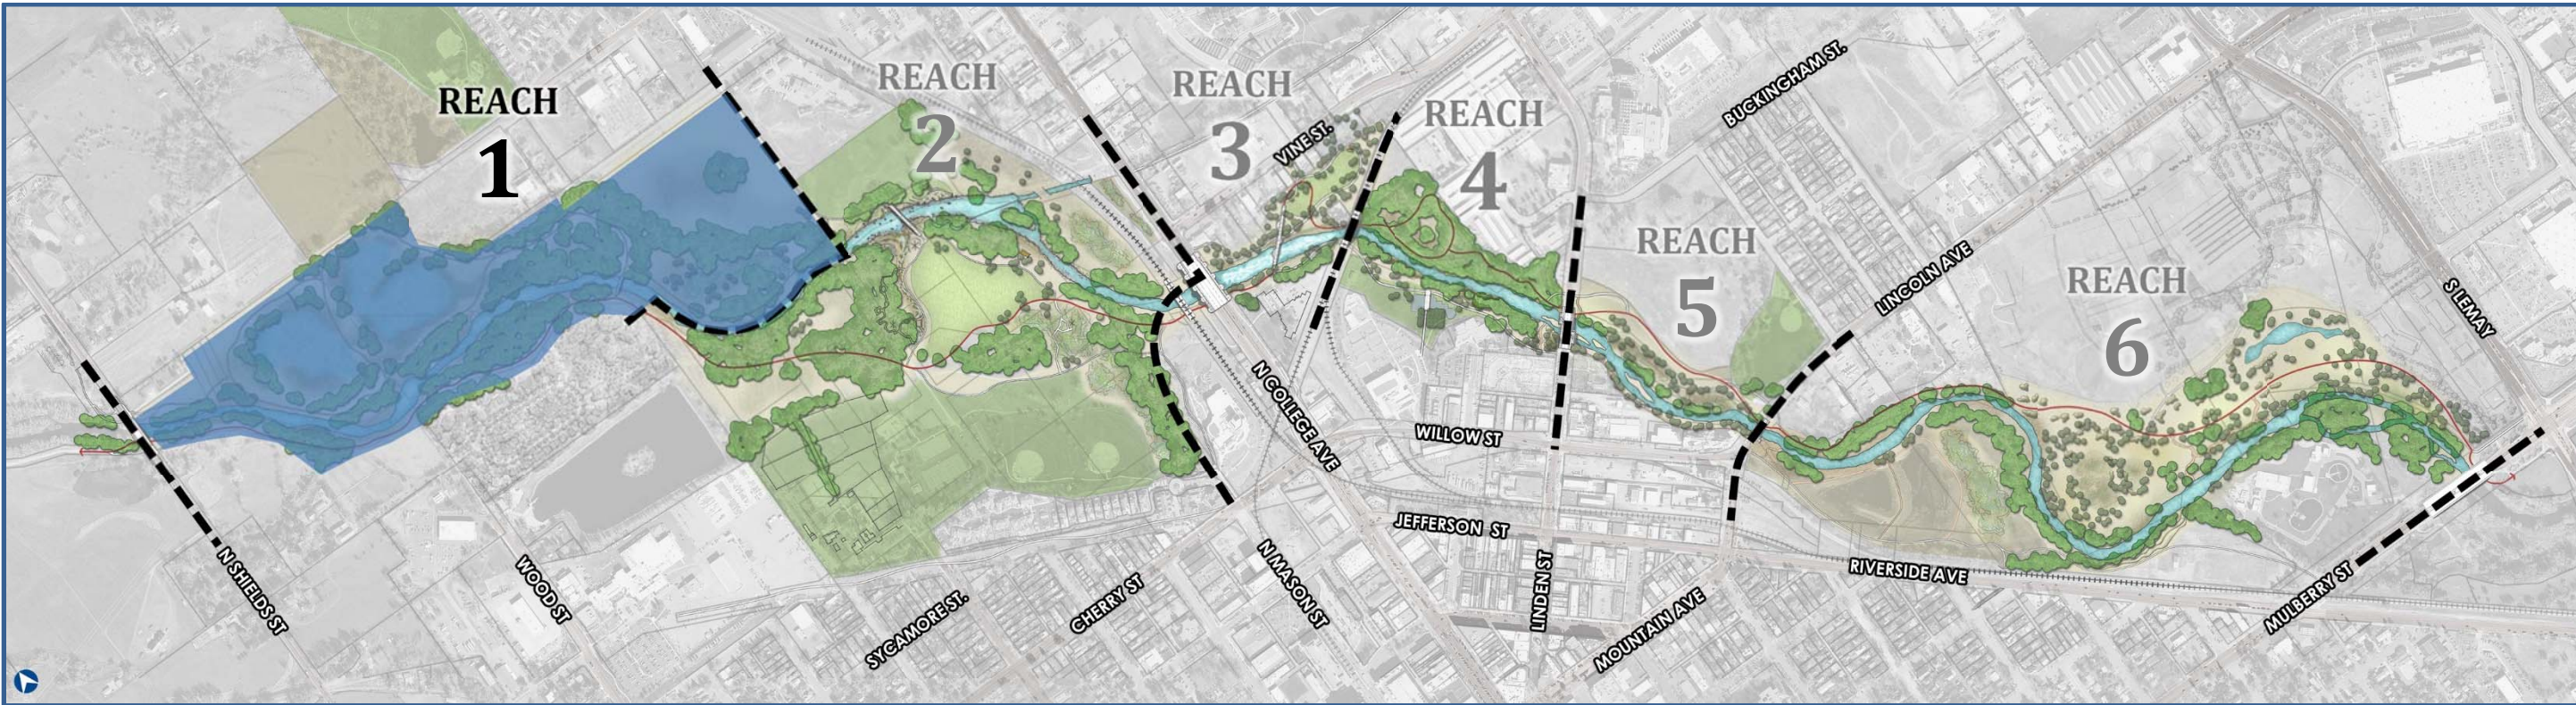 REACH
1
REACH
2
REACH
3
REACH
4
REACH
5
REACH
6
VINE ST.
BUCKINGHAM ST.
LINCOLN AVE
S LEMAY
N SHIELDS ST
WOOD ST
SYCAMORE ST.
CHERRY ST
N MASON ST
N COLLEGE AVE
WILLOW ST
JEFFERSON ST
LINDEN ST
MOUNTAIN AVE
RIVERSIDE AVE
MULBERRY ST